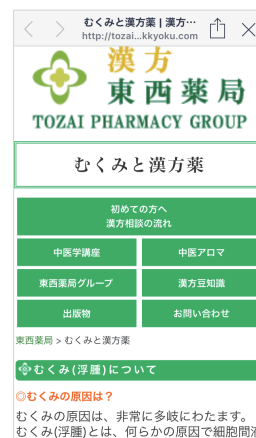 むくみと漢方薬 | 漢方…
http://tozai...kkyoku.com
漢方
東西薬局
TOZAI PHARMACY GROUP
むくみと漢方薬
初めての方へ
漢方相談の流れ
中医学講座
中医アロマ
東西薬局グループ
漢方豆知識
出版物
お問い合わせ
東西薬局 > むくみと漢方薬
むくみ(浮腫)について
◎むくみの原因は？
むくみの原因は、非常に多岐にわたます。
むくみ(浮腫)とは、何らかの原因で細胞間